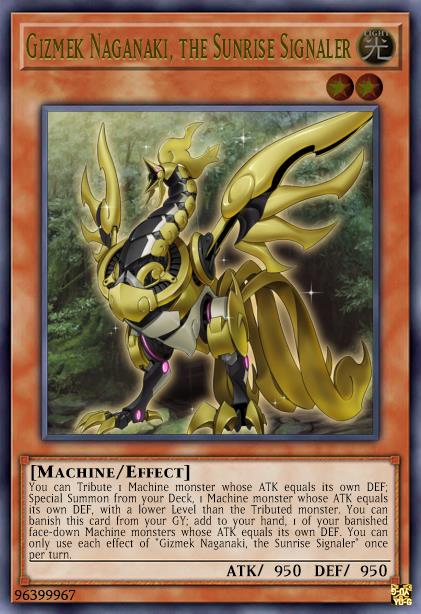 Gizmek Naganaki, the Sunrise Signaler
LIGHT
光
[Machine/Effect]
You can Tribute 1 Machine monster whose ATK equals its own DEF;
Special Summon from your Deck, 1 Machine monster whose ATK equals
its own DEF, with a lower Level than the Tributed monster. You can
banish this card from your GY; add to your hand, 1 of your banished
face-down Machine monsters whose ATK equals its own DEF. You can
only use each effect of "Gizmek Naganaki, the Sunrise Signaler" once
per turn.
ATK/ 950 DEF/ 950
96399967